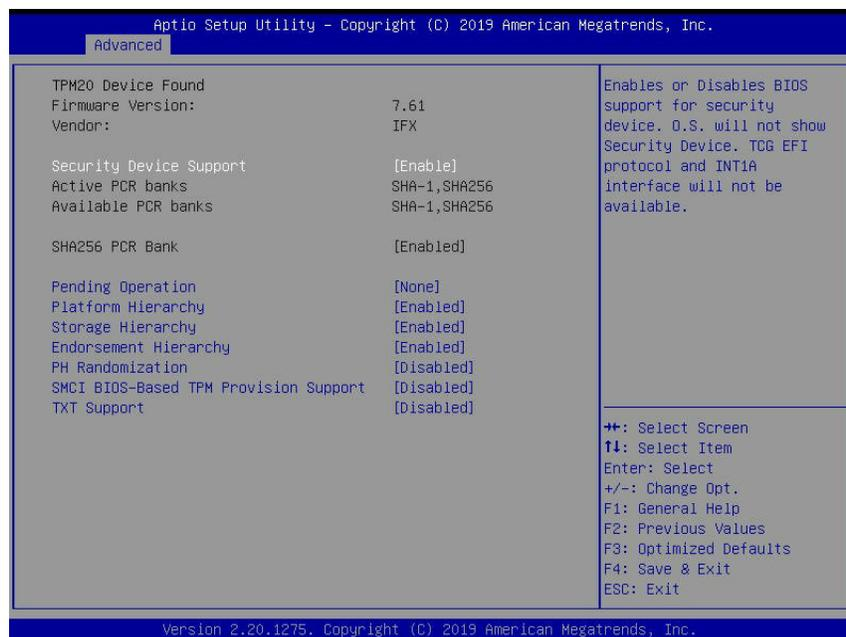 Aptio Setup Utility – Copyright (C) 2019 American Megatrends, Inc.
Advanced
TPM20 Device Found
Firmware Version: 7.61
Vendor: IFX
Security Device Support [Enable]
Active PCR banks SHA-1,SHA256
Available PCR banks SHA-1,SHA256
SHA256 PCR Bank [Enabled]
Pending Operation [None]
Platform Hierarchy [Enabled]
Storage Hierarchy [Enabled]
Endorsement Hierarchy [Enabled]
PH Randomization [Disabled]
SMCI BIOS-Based TPM Provision Support [Disabled]
TXT Support [Disabled]
Enables or Disables BIOS
support for security
device. O.S. will not show
Security Device. TCG EFI
protocol and INT1A
interface will not be
available.
→←: Select Screen
↑↓: Select Item
Enter: Select
+/-: Change Opt.
F1: General Help
F2: Previous Values
F3: Optimized Defaults
F4: Save & Exit
ESC: Exit
Version 2.20.1275. Copyright (C) 2019 American Megatrends, Inc.